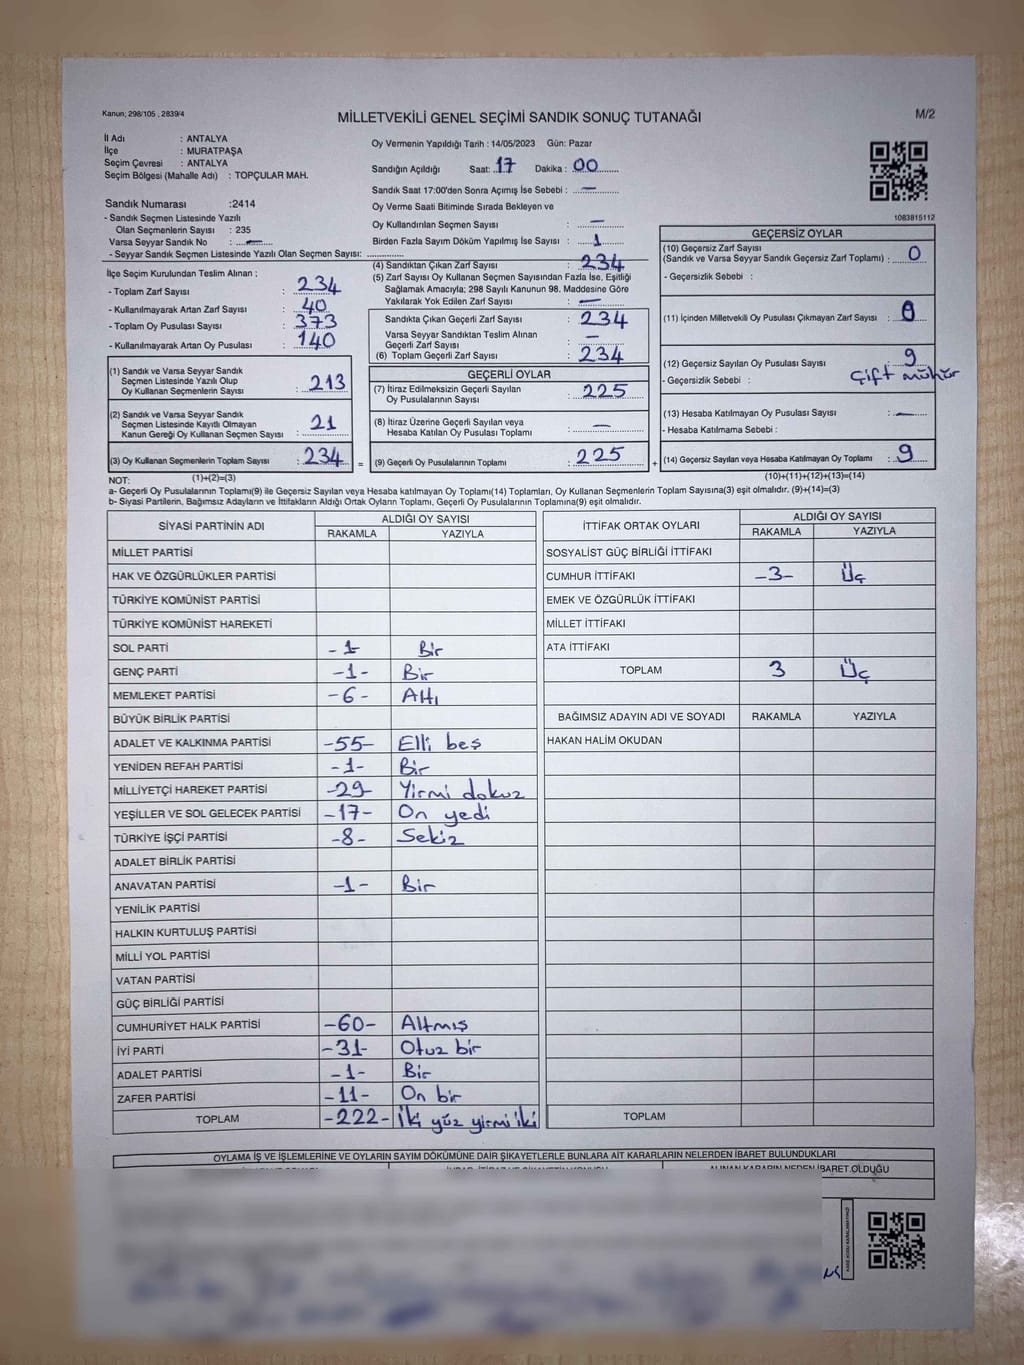 Kanun; 298/105 , 2839/4
MİLLETVEKİLİ GENEL SEÇİMİ SANDIK SONUÇ TUTANAĞI
M/2
İl Adı : ANTALYA
İlçe : MURATPAŞA
Seçim Çevresi : ANTALYA
Seçim Bölgesi (Mahalle Adı) : TOPÇULAR MAH.
Sandık Numarası :2414
- Sandık Seçmen Listesinde Yazılı
Olan Seçmenlerin Sayısı : 235
Varsa Seyyar Sandık No : —
- Seyyar Sandık Seçmen Listesinde Yazılı Olan Seçmen Sayısı:
İlçe Seçim Kurulundan Teslim Alınan ;
- Toplam Zarf Sayısı : 234
- Kullanılmayarak Artan Zarf Sayısı : 40
- Toplam Oy Pusulası Sayısı : 373
- Kullanılmayarak Artan Oy Pusulası : 140
(1) Sandık ve Varsa Seyyar Sandık
Seçmen Listesinde Yazılı Olup
Oy Kullanan Seçmenlerin Sayısı : 213
(2) Sandık ve Varsa Seyyar Sandık
Seçmen Listesinde Kayıtlı Olmayan
Kanun Gereği Oy Kullanan Seçmen Sayısı : 21
(3) Oy Kullanan Seçmenlerin Toplam Sayısı : 234
(1)+(2)=(3)
Oy Vermenin Yapıldığı Tarih : 14/05/2023 Gün: Pazar
Sandığın Açıldığı Saat: 17 Dakika : 00
Sandık Saat 17:00'den Sonra Açılmış İse Sebebi : —
Oy Verme Saati Bitiminde Sırada Bekleyen ve
Oy Kullandırılan Seçmen Sayısı : —
Birden Fazla Sayım Döküm Yapılmış İse Sayısı : 1
(4) Sandıktan Çıkan Zarf Sayısı : 234
(5) Zarf Sayısı Oy Kullanan Seçmen Sayısından Fazla İse, Eşitliği
Sağlamak Amacıyla; 298 Sayılı Kanunun 98. Maddesine Göre
Yakılarak Yok Edilen Zarf Sayısı : —
Sandıkta Çıkan Geçerli Zarf Sayısı : 234
Varsa Seyyar Sandıktan Teslim Alınan
Geçerli Zarf Sayısı : —
(6) Toplam Geçerli Zarf Sayısı : 234
GEÇERLİ OYLAR
(7) İtiraz Edilmeksizin Geçerli Sayılan
Oy Pusulalarının Sayısı : 225
(8) İtiraz Üzerine Geçerli Sayılan veya
Hesaba Katılan Oy Pusulası Toplamı : —
= (9) Geçerli Oy Pusulalarının Toplamı : 225 +
1083815112
GEÇERSİZ OYLAR
(10) Geçersiz Zarf Sayısı
(Sandık ve Varsa Seyyar Sandık Geçersiz Zarf Toplamı) : 0
- Geçersizlik Sebebi :
(11) İçinden Milletvekili Oy Pusulası Çıkmayan Zarf Sayısı : 0
(12) Geçersiz Sayılan Oy Pusulası Sayısı : 9
- Geçersizlik Sebebi : Çift mühür
(13) Hesaba Katılmayan Oy Pusulası Sayısı : —
- Hesaba Katılmama Sebebi :
(14) Geçersiz Sayılan veya Hesaba Katılmayan Oy Toplamı : 9
(10)+(11)+(12)+(13)=(14)
NOT:
a- Geçerli Oy Pusulalarının Toplamı(9) ile Geçersiz Sayılan veya Hesaba katılmayan Oy Toplamı(14) Toplamları, Oy Kullanan Seçmenlerin Toplam Sayısına(3) eşit olmalıdır. (9)+(14)=(3)
b- Siyasi Partilerin, Bağımsız Adayların ve İttifakların Aldığı Ortak Oyların Toplamı, Geçerli Oy Pusulalarının Toplamına(9) eşit olmalıdır.
SİYASİ PARTİNİN ADI ALDIĞI OY SAYISI
RAKAMLA YAZIYLA
MİLLET PARTİSİ
HAK VE ÖZGÜRLÜKLER PARTİSİ
TÜRKİYE KOMÜNİST PARTİSİ
TÜRKİYE KOMÜNİST HAREKETİ
SOL PARTİ -1- Bir
GENÇ PARTİ -1- Bir
MEMLEKET PARTİSİ -6- Altı
BÜYÜK BİRLİK PARTİSİ
ADALET VE KALKINMA PARTİSİ -55- Elli beş
YENİDEN REFAH PARTİSİ -1- Bir
MİLLİYETÇİ HAREKET PARTİSİ -29- Yirmi dokuz
YEŞİLLER VE SOL GELECEK PARTİSİ -17- On yedi
TÜRKİYE İŞÇİ PARTİSİ -8- Sekiz
ADALET BİRLİK PARTİSİ
ANAVATAN PARTİSİ -1- Bir
YENİLİK PARTİSİ
HALKIN KURTULUŞ PARTİSİ
MİLLİ YOL PARTİSİ
VATAN PARTİSİ
GÜÇ BİRLİĞİ PARTİSİ
CUMHURİYET HALK PARTİSİ -60- Altmış
İYİ PARTİ -31- Otuz bir
ADALET PARTİSİ -1- Bir
ZAFER PARTİSİ -11- On bir
TOPLAM -222- İki yüz yirmi iki
İTTİFAK ORTAK OYLARI ALDIĞI OY SAYISI
RAKAMLA YAZIYLA
SOSYALİST GÜÇ BİRLİĞİ İTTİFAKI
CUMHUR İTTİFAKI -3- Üç
EMEK VE ÖZGÜRLÜK İTTİFAKI
MİLLET İTTİFAKI
ATA İTTİFAKI
TOPLAM 3 Üç
BAĞIMSIZ ADAYIN ADI VE SOYADI RAKAMLA YAZIYLA
HAKAN HALİM OKUDAN
TOPLAM
OYLAMA İŞ VE İŞLEMLERİNE VE OYLARIN SAYIM DÖKÜMÜNE DAİR ŞİKAYETLERLE BUNLARA AİT KARARLARIN NELERDEN İBARET BULUNDUKLARI
ALINAN KARARIN NEDEN İBARET OLDUĞU